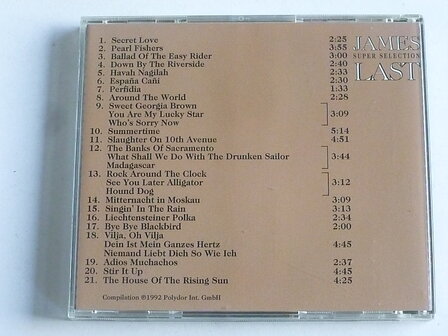 JAMES
SUPER SELECTION
LAST
1. Secret Love 2:25
2. Pearl Fishers 3:55
3. Ballad Of The Easy Rider 3:00
4. Down By The Riverside 2:40
5. Havah Nagilah 2:33
6. España Cañi 2:30
7. Perfidia 1:33
8. Around The World 2:28
9. Sweet Georgia Brown
You Are My Lucky Star 3:09
Who's Sorry Now
10. Summertime 5:14
11. Slaughter On 10th Avenue 4:51
12. The Banks Of Sacramento
What Shall We Do With The Drunken Sailor 3:44
Madagascar
13. Rock Around The Clock
See You Later Alligator 3:12
Hound Dog
14. Mitternacht in Moskau 3:09
15. Singin' In The Rain 3:13
16. Liechtensteiner Polka 2:34
17. Bye Bye Blackbird 2:00
18. Vilja, Oh Vilja
Dein Ist Mein Ganzes Hertz 4:45
Niemand Liebt Dich So Wie Ich
19. Adios Muchachos 2:37
20. Stir It Up 4:45
21. The House Of The Rising Sun 4:25
Compilation ℗1992 Polydor Int. GmbH